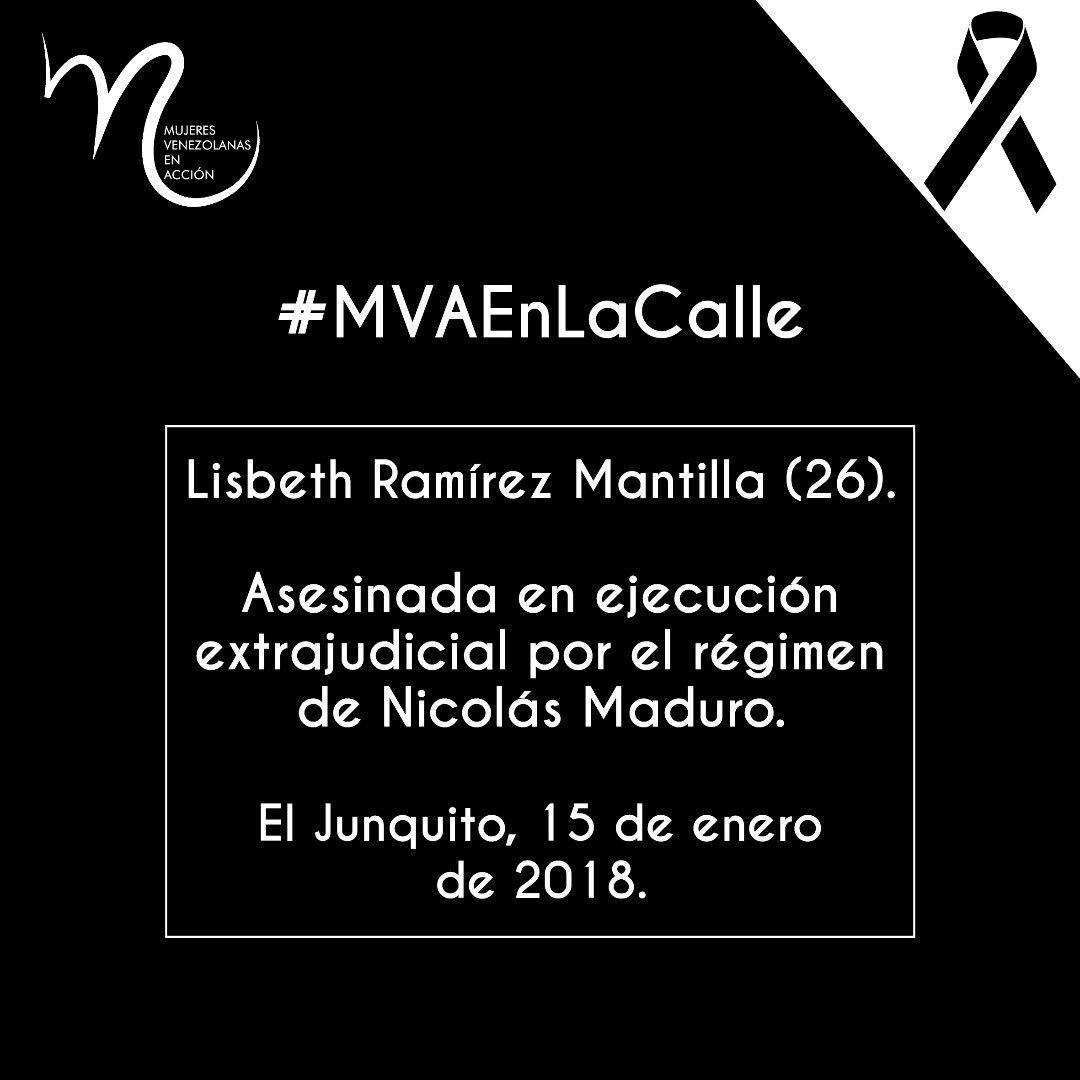 MUJERES
VENEZOLANAS
EN
ACCIÓN
#MVAEnLaCalle
Lisbeth Ramírez Mantilla (26).
Asesinada en ejecución
extrajudicial por el régimen
de Nicolás Maduro.
El Junquito, 15 de enero
de 2018.